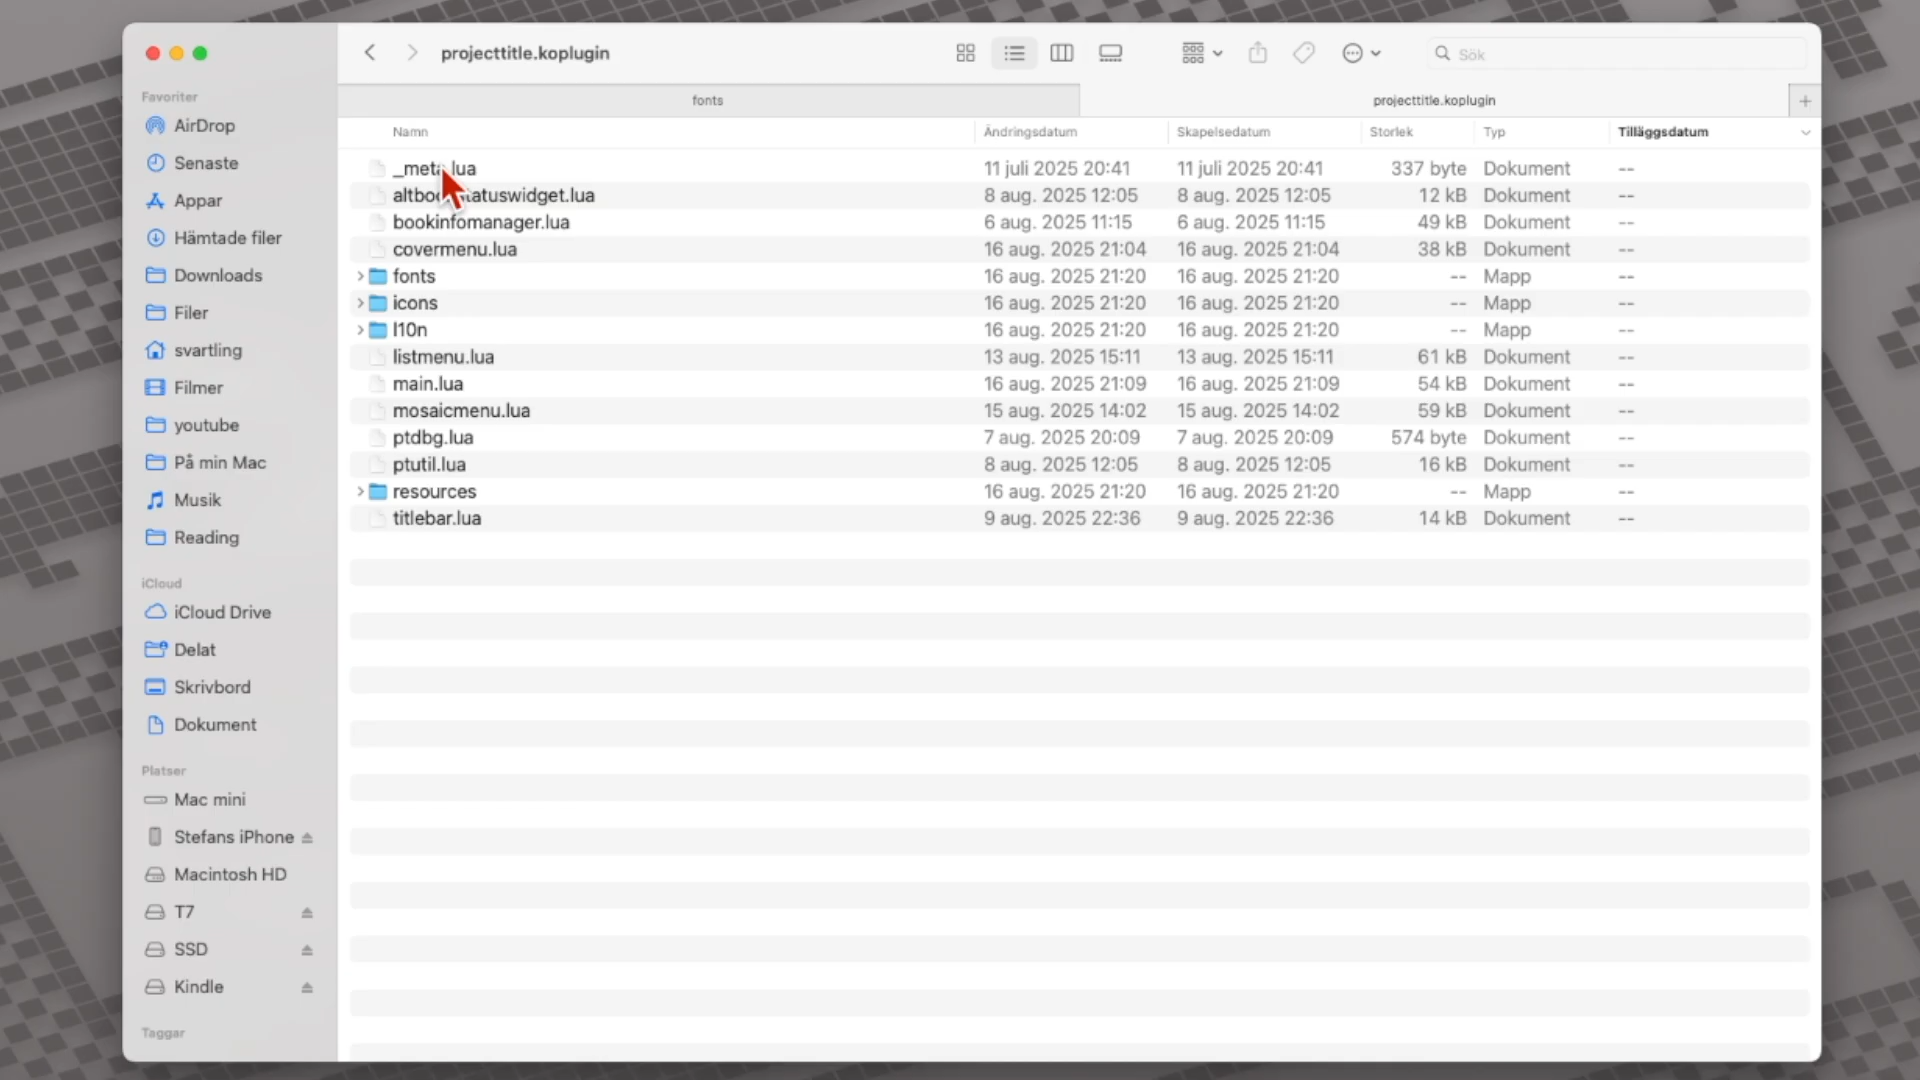 projecttitle.koplugin
Sök
fonts
projecttitle.koplugin
Namn Ändringsdatum Skapelsedatum Storlek Typ Tilläggsdatum
_meta.lua 11 juli 2025 20:41 11 juli 2025 20:41 337 byte Dokument --
8 aug. 2025 12:05 8 aug. 2025 12:05 12 kB Dokument --
bookinfomanager.lua 6 aug. 2025 11:15 6 aug. 2025 11:15 49 kB Dokument --
covermenu.lua 16 aug. 2025 21:04 16 aug. 2025 21:04 38 kB Dokument --
fonts 16 aug. 2025 21:20 16 aug. 2025 21:20 -- Mapp --
icons 16 aug. 2025 21:20 16 aug. 2025 21:20 -- Mapp --
l10n 16 aug. 2025 21:20 16 aug. 2025 21:20 -- Mapp --
listmenu.lua 13 aug. 2025 15:11 13 aug. 2025 15:11 61 kB Dokument --
main.lua 16 aug. 2025 21:09 16 aug. 2025 21:09 54 kB Dokument --
mosaicmenu.lua 15 aug. 2025 14:02 15 aug. 2025 14:02 59 kB Dokument --
ptdbg.lua 7 aug. 2025 20:09 7 aug. 2025 20:09 574 byte Dokument --
ptutil.lua 8 aug. 2025 12:05 8 aug. 2025 12:05 16 kB Dokument --
resources 16 aug. 2025 21:20 16 aug. 2025 21:20 -- Mapp --
titlebar.lua 9 aug. 2025 22:36 9 aug. 2025 22:36 14 kB Dokument --
Favoriter
AirDrop
Senaste
Appar
Hämtade filer
Downloads
Filer
svartling
Filmer
youtube
På min Mac
Musik
Reading
iCloud
iCloud Drive
Delat
Skrivbord
Dokument
Platser
Mac mini
Stefans iPhone
Macintosh HD
T7
SSD
Kindle
Taggar